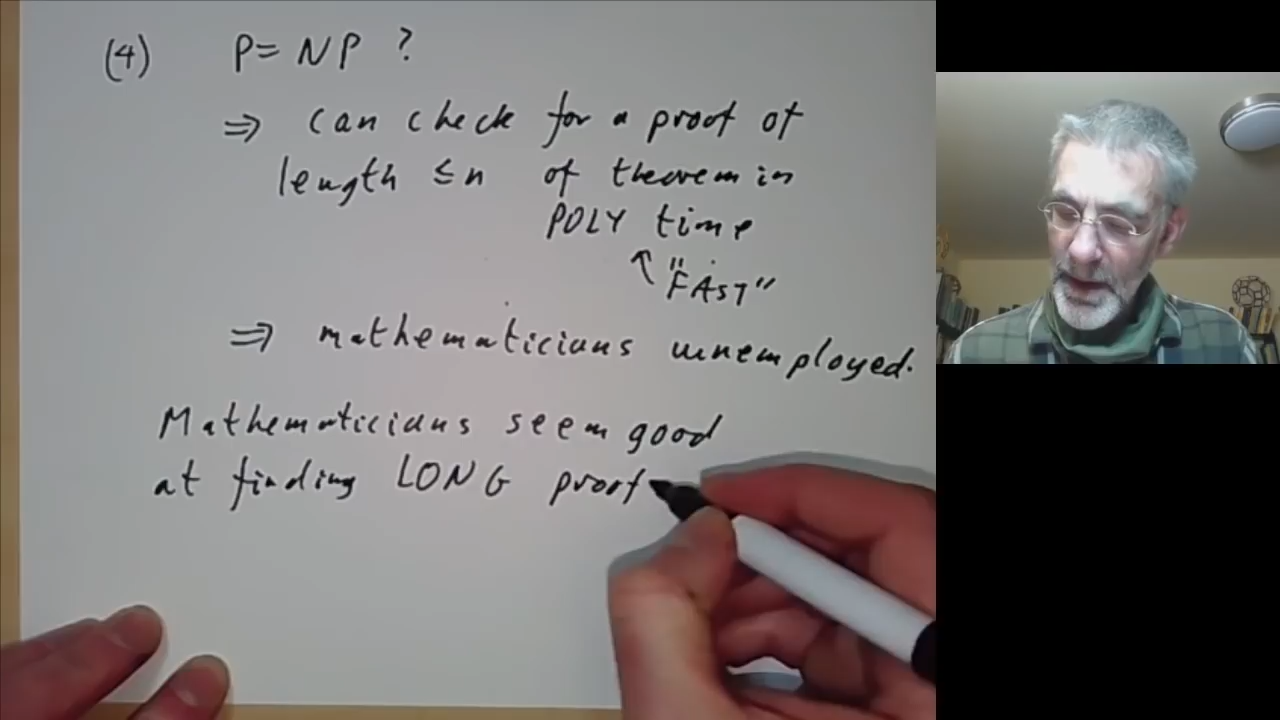 (4) P = NP ?
⇒ can check for a proof of
length ≤n of theorem in
POLY time
↑ "FAST"
⇒ mathematicians unemployed.
Mathematicians seem good
at finding LONG proof